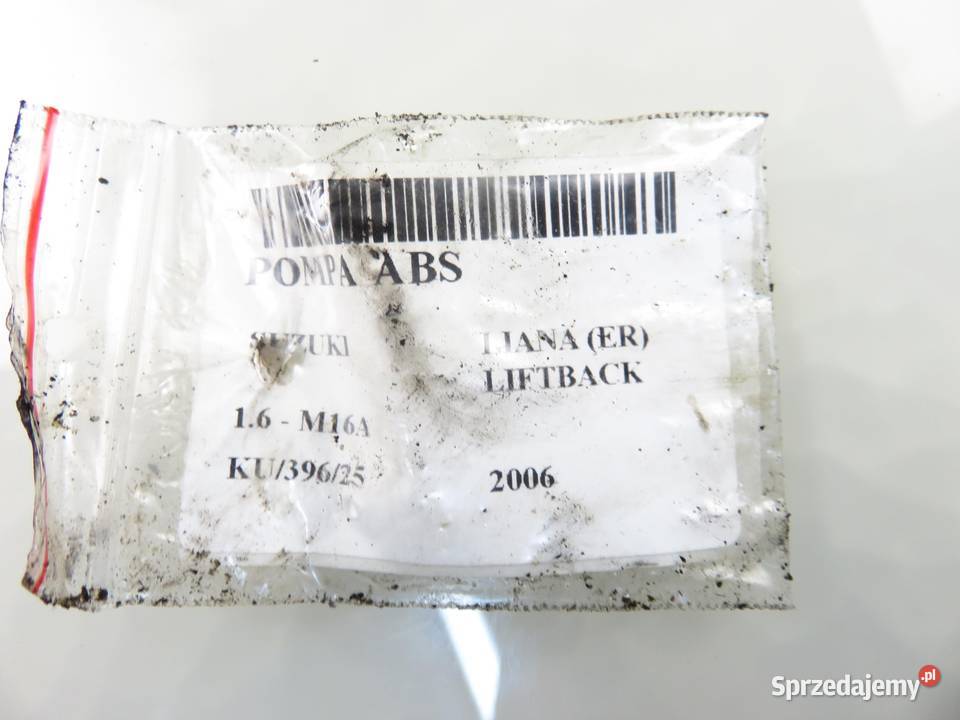 POMPA ABS
SUZUKI LIANA (ER)
LIFTBACK
1.6 - M16A
KU/396/25 2006
Sprzedajemy.pl